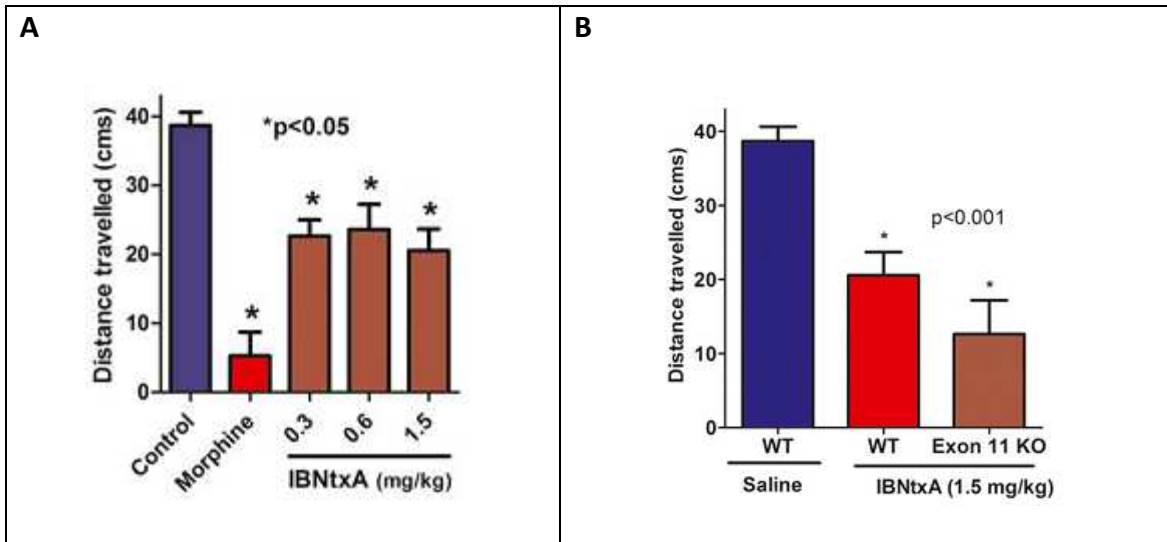 A
Distance travelled (cms)
40
30
20
10
0
*p<0.05
*
*
*
*
Control
Morphine
0.3
0.6
1.5
IBNtxA (mg/kg)
B
Distance travelled (cms)
40
30
20
10
0
p<0.001
*
*
WT
WT
Exon 11 KO
Saline
IBNtxA (1.5 mg/kg)